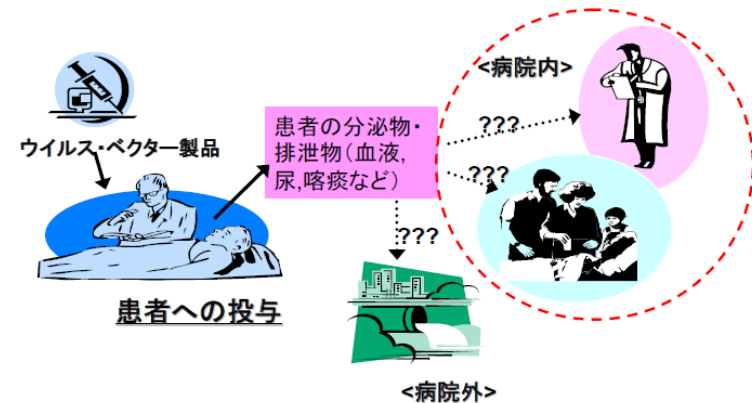 ウイルス・ベクター製品
患者への投与
患者の分泌物・
排泄物(血液,
尿,喀痰など)
<病院内>
???
???
???
<病院外>